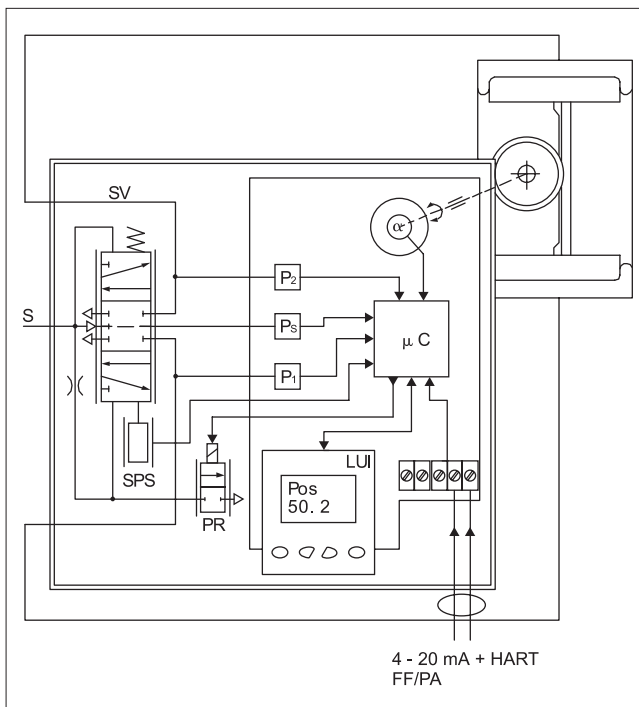 SV
α
P2
S
PS
μ C
P1
LUI
SPS
Pos
50. 2
PR
4 - 20 mA + HART
FF/PA